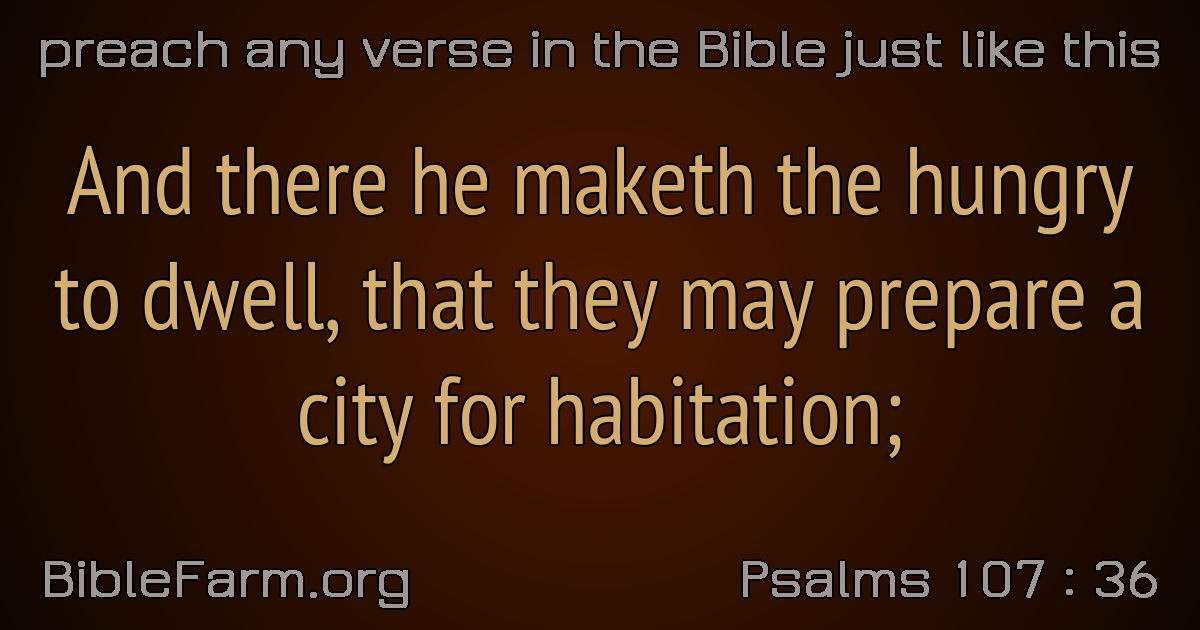 preach any verse in the Bible just like this
And there he maketh the hungry
to dwell, that they may prepare a
city for habitation;
BibleFarm.org
Psalms 107 : 36